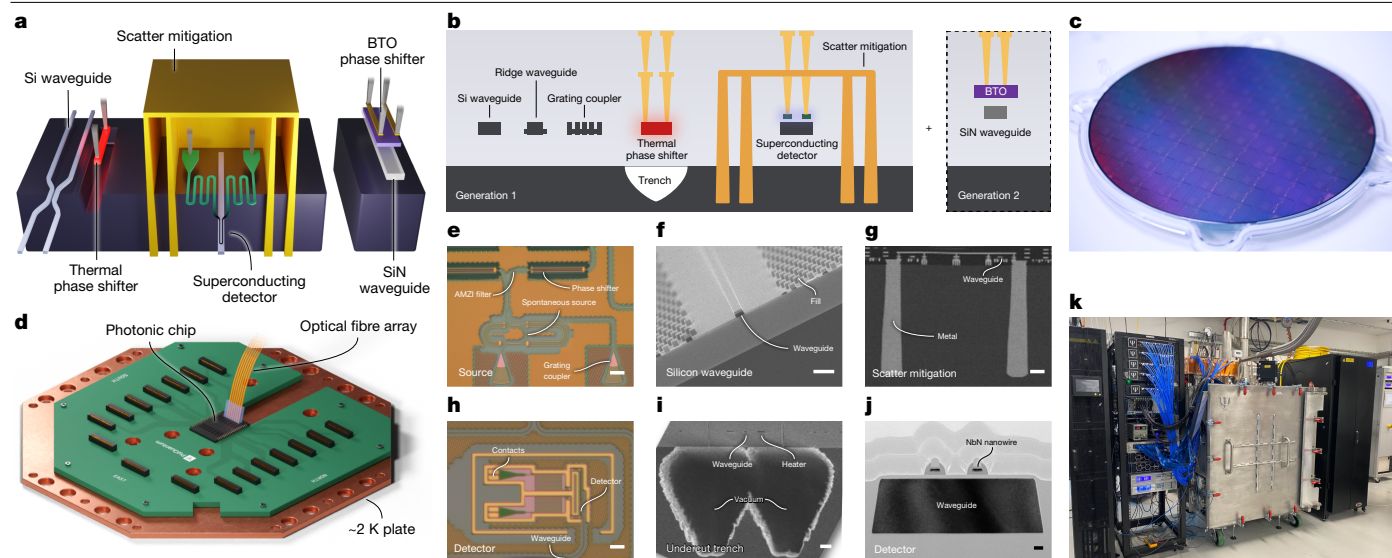 a
Scatter mitigation
BTO
phase shifter
Si waveguide
Thermal
phase shifter
Superconducting
detector
SiN
waveguide
b
Scatter mitigation
Ridge waveguide
Si waveguide
Grating coupler
Thermal
phase shifter
Superconducting
detector
Trench
Generation 1
+
BTO
SiN waveguide
Generation 2
c
d
Photonic chip
Optical fibre array
PsiQuantum
EAST
~2 K plate
e
AMZI filter
Phase shifter
Spontaneous source
Grating
coupler
Source
f
Fill
Waveguide
Silicon waveguide
g
Waveguide
Metal
Scatter mitigation
h
Contacts
Detector
Waveguide
Detector
i
Waveguide
Heater
Vacuum
Undercut trench
j
NbN nanowire
Waveguide
Detector
k